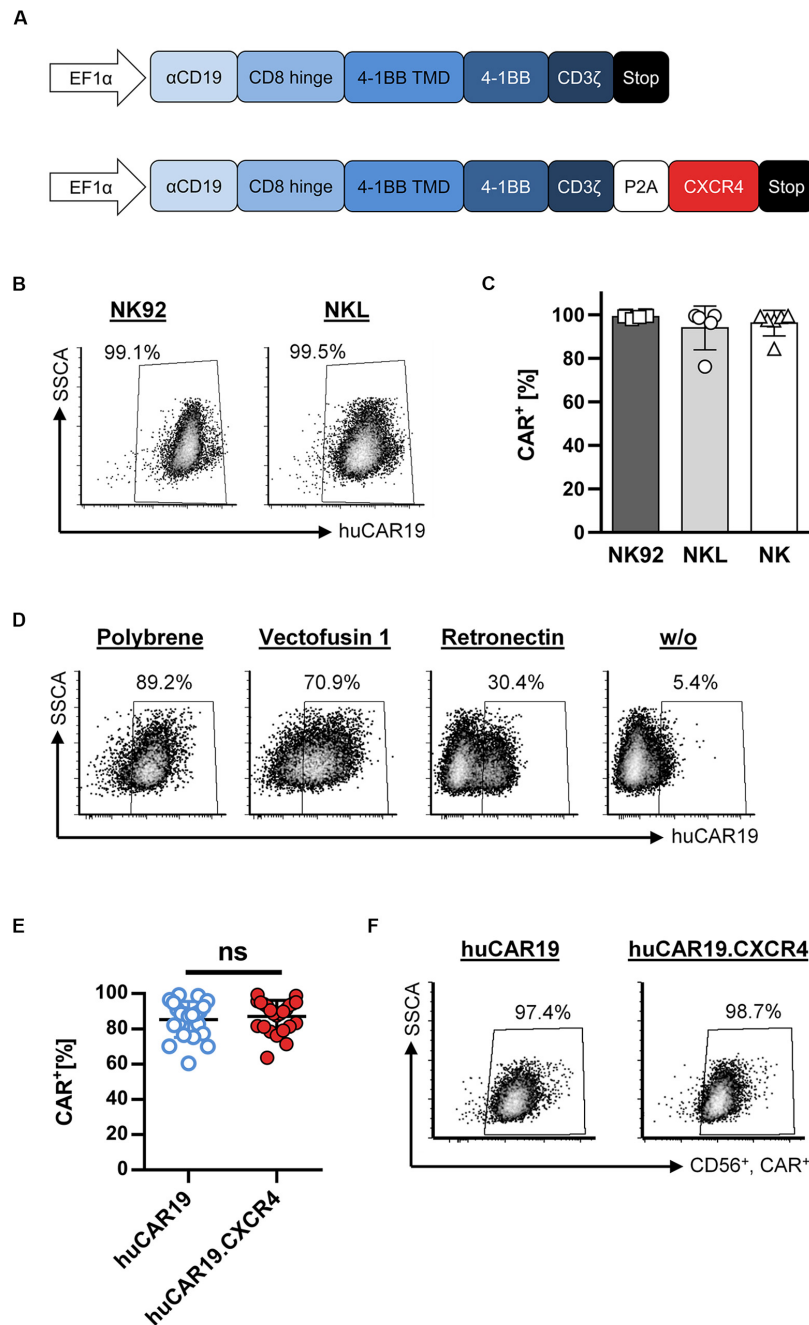 A
EF1α αCD19 CD8 hinge 4-1BB TMD 4-1BB CD3ζ Stop
EF1α αCD19 CD8 hinge 4-1BB TMD 4-1BB CD3ζ P2A CXCR4 Stop
B
NK92 NKL
99.1% 99.5%
SSCA
huCAR19
C
CAR⁺ [%]
100
80
60
40
20
0
NK92 NKL NK
D
Polybrene Vectofusin 1 Retronectin w/o
89.2% 70.9% 30.4% 5.4%
SSCA
huCAR19
E
ns
CAR⁺[%]
100
80
60
40
20
0
huCAR19
huCAR19.CXCR4
F
huCAR19 huCAR19.CXCR4
97.4% 98.7%
SSCA
CD56⁺, CAR⁺